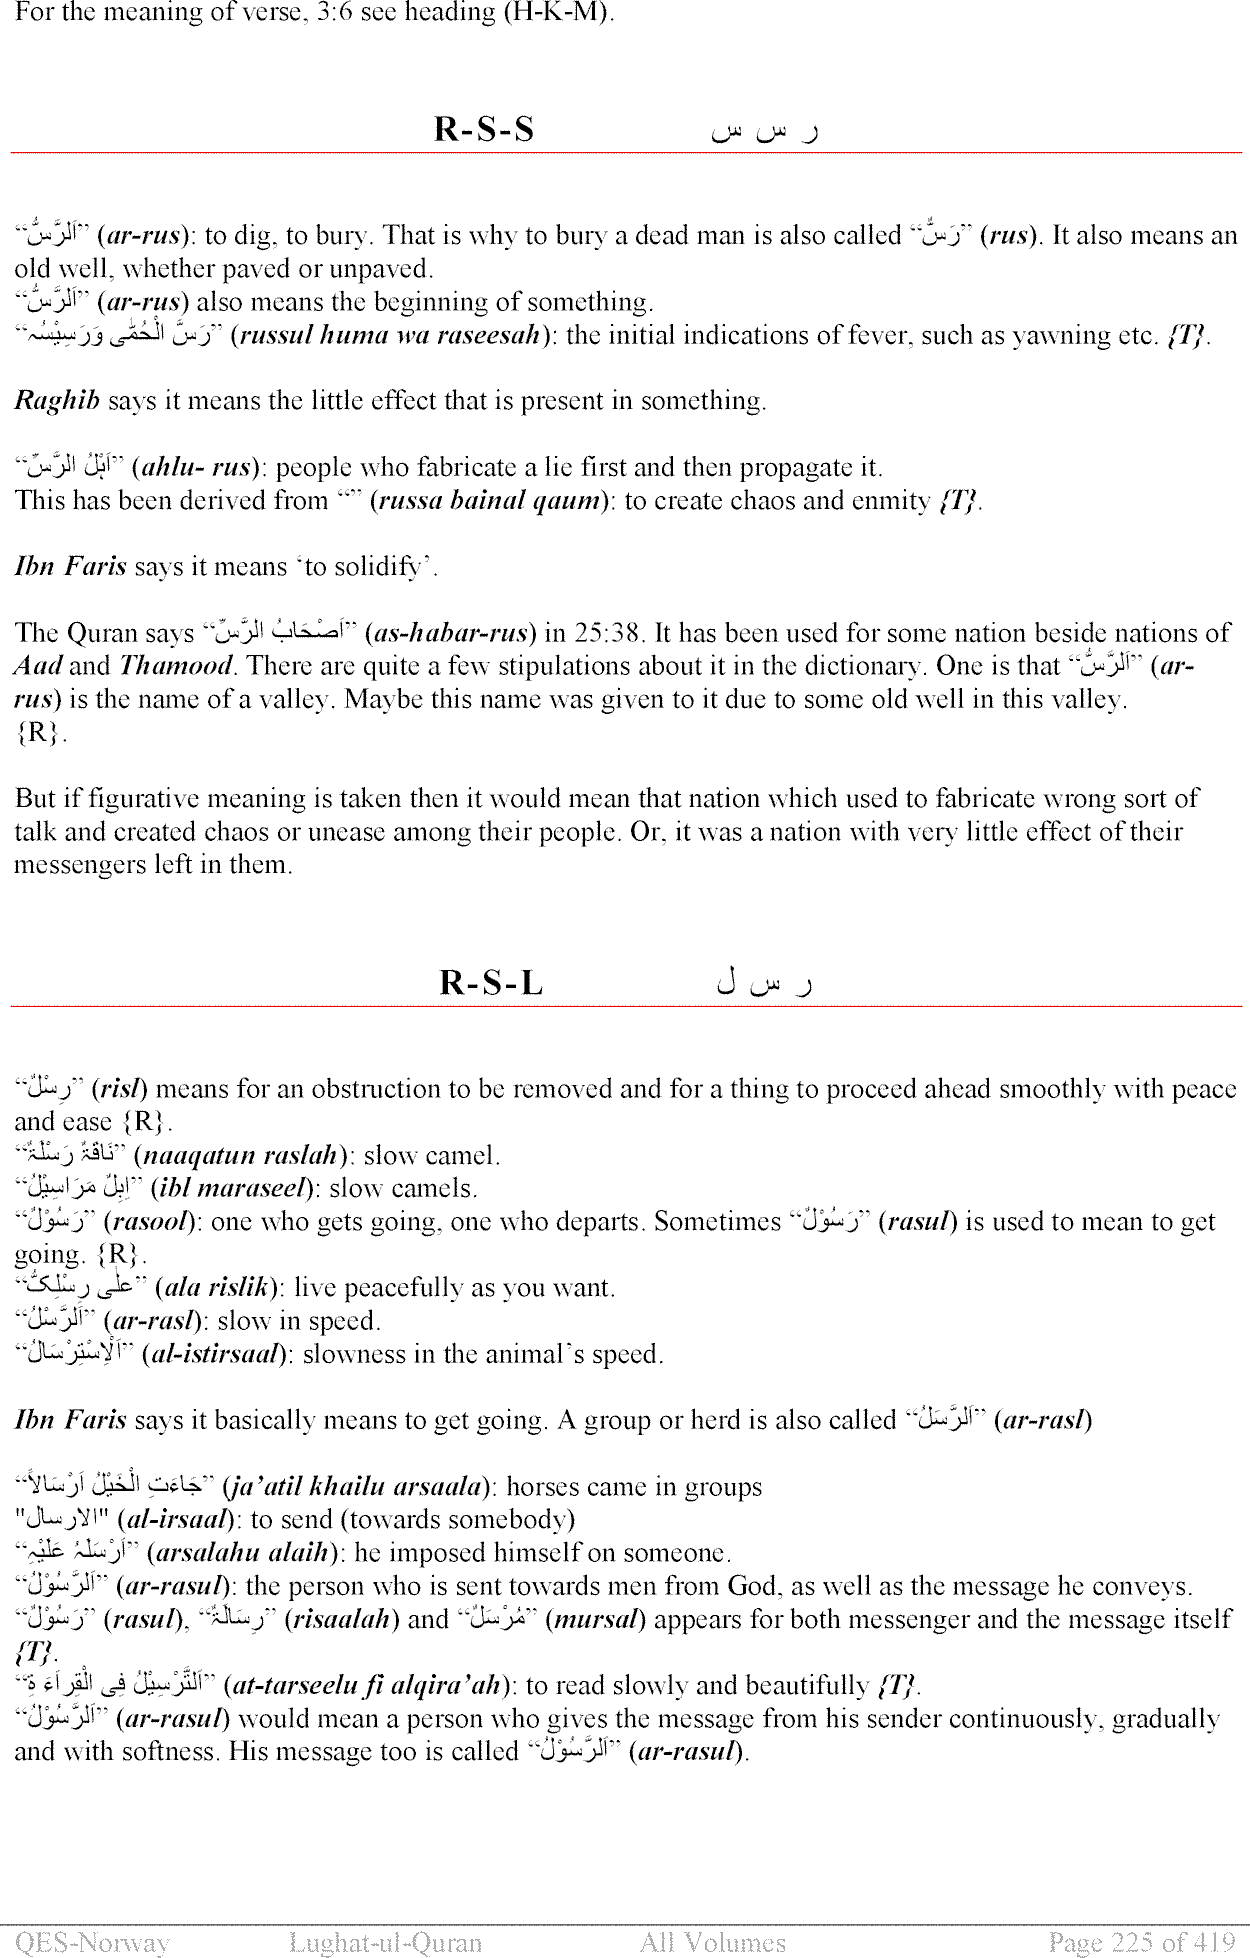 For the meaning of verse, 3:6 see heading (H-K-M).
R-S-S ر س س
“اَلرَّسُّ” (ar-rus): to dig, to bury. That is why to bury a dead man is also called “رَسٌّ” (rus). It also means an
old well, whether paved or unpaved.
“اَلرَّسُّ” (ar-rus) also means the beginning of something.
“رَسَّ الْحُمّٰى وَرَسِيْسُہ” (russul huma wa raseesah): the initial indications of fever, such as yawning etc. {T}.
Raghib says it means the little effect that is present in something.
“اَہْلُ الرَّسِّ” (ahlu- rus): people who fabricate a lie first and then propagate it.
This has been derived from “” (russa bainal qaum): to create chaos and enmity {T}.
Ibn Faris says it means ‘to solidify’.
The Quran says “اَصْحَابُ الرَّسِّ” (as-habar-rus) in 25:38. It has been used for some nation beside nations of
Aad and Thamood. There are quite a few stipulations about it in the dictionary. One is that “اَلرَّسُّ” (ar-
rus) is the name of a valley. Maybe this name was given to it due to some old well in this valley.
{R}.
But if figurative meaning is taken then it would mean that nation which used to fabricate wrong sort of
talk and created chaos or unease among their people. Or, it was a nation with very little effect of their
messengers left in them.
R-S-L ر س ل
“رِسْلٌ” (risl) means for an obstruction to be removed and for a thing to proceed ahead smoothly with peace
and ease {R}.
“نَاقَۃٌ رَسْلَۃٌ” (naaqatun raslah): slow camel.
“اِبِلٌ مَرَاسِيْلُ” (ibl maraseel): slow camels.
“رَسُوْلٌ” (rasool): one who gets going, one who departs. Sometimes “رَسُوْلٌ” (rasul) is used to mean to get
going. {R}.
“علٰی رِسْلِکُّ” (ala rislik): live peacefully as you want.
“اَلرَّسْلُ” (ar-rasl): slow in speed.
“اَلْاِسْتِرْسَالُ” (al-istirsaal): slowness in the animal’s speed.
Ibn Faris says it basically means to get going. A group or herd is also called “اَلرَّسَلُ” (ar-rasl)
“جَاءَتِ الْخَيْلُ اَرْسَالاً” (ja’atil khailu arsaala): horses came in groups
"الارسال" (al-irsaal): to send (towards somebody)
“اَرْسَلَہُ عَلَيْہِ” (arsalahu alaih): he imposed himself on someone.
“اَلرَّسُوْلُ” (ar-rasul): the person who is sent towards men from God, as well as the message he conveys.
“رَسُوْلٌ” (rasul), “رِسَالَۃٌ” (risaalah) and “مُرْسَلٌ” (mursal) appears for both messenger and the message itself
{T}.
“اَلتَّرْسِيْلُ فِی الْقِراَءَ ۃِ” (at-tarseelu fi alqira’ah): to read slowly and beautifully {T}.
“اَلرَّسُوْلُ” (ar-rasul) would mean a person who gives the message from his sender continuously, gradually
and with softness. His message too is called “اَلرَّسُوْلُ” (ar-rasul).
QES-Norway Lughat-ul-Quran All Volumes Page 225 of 419